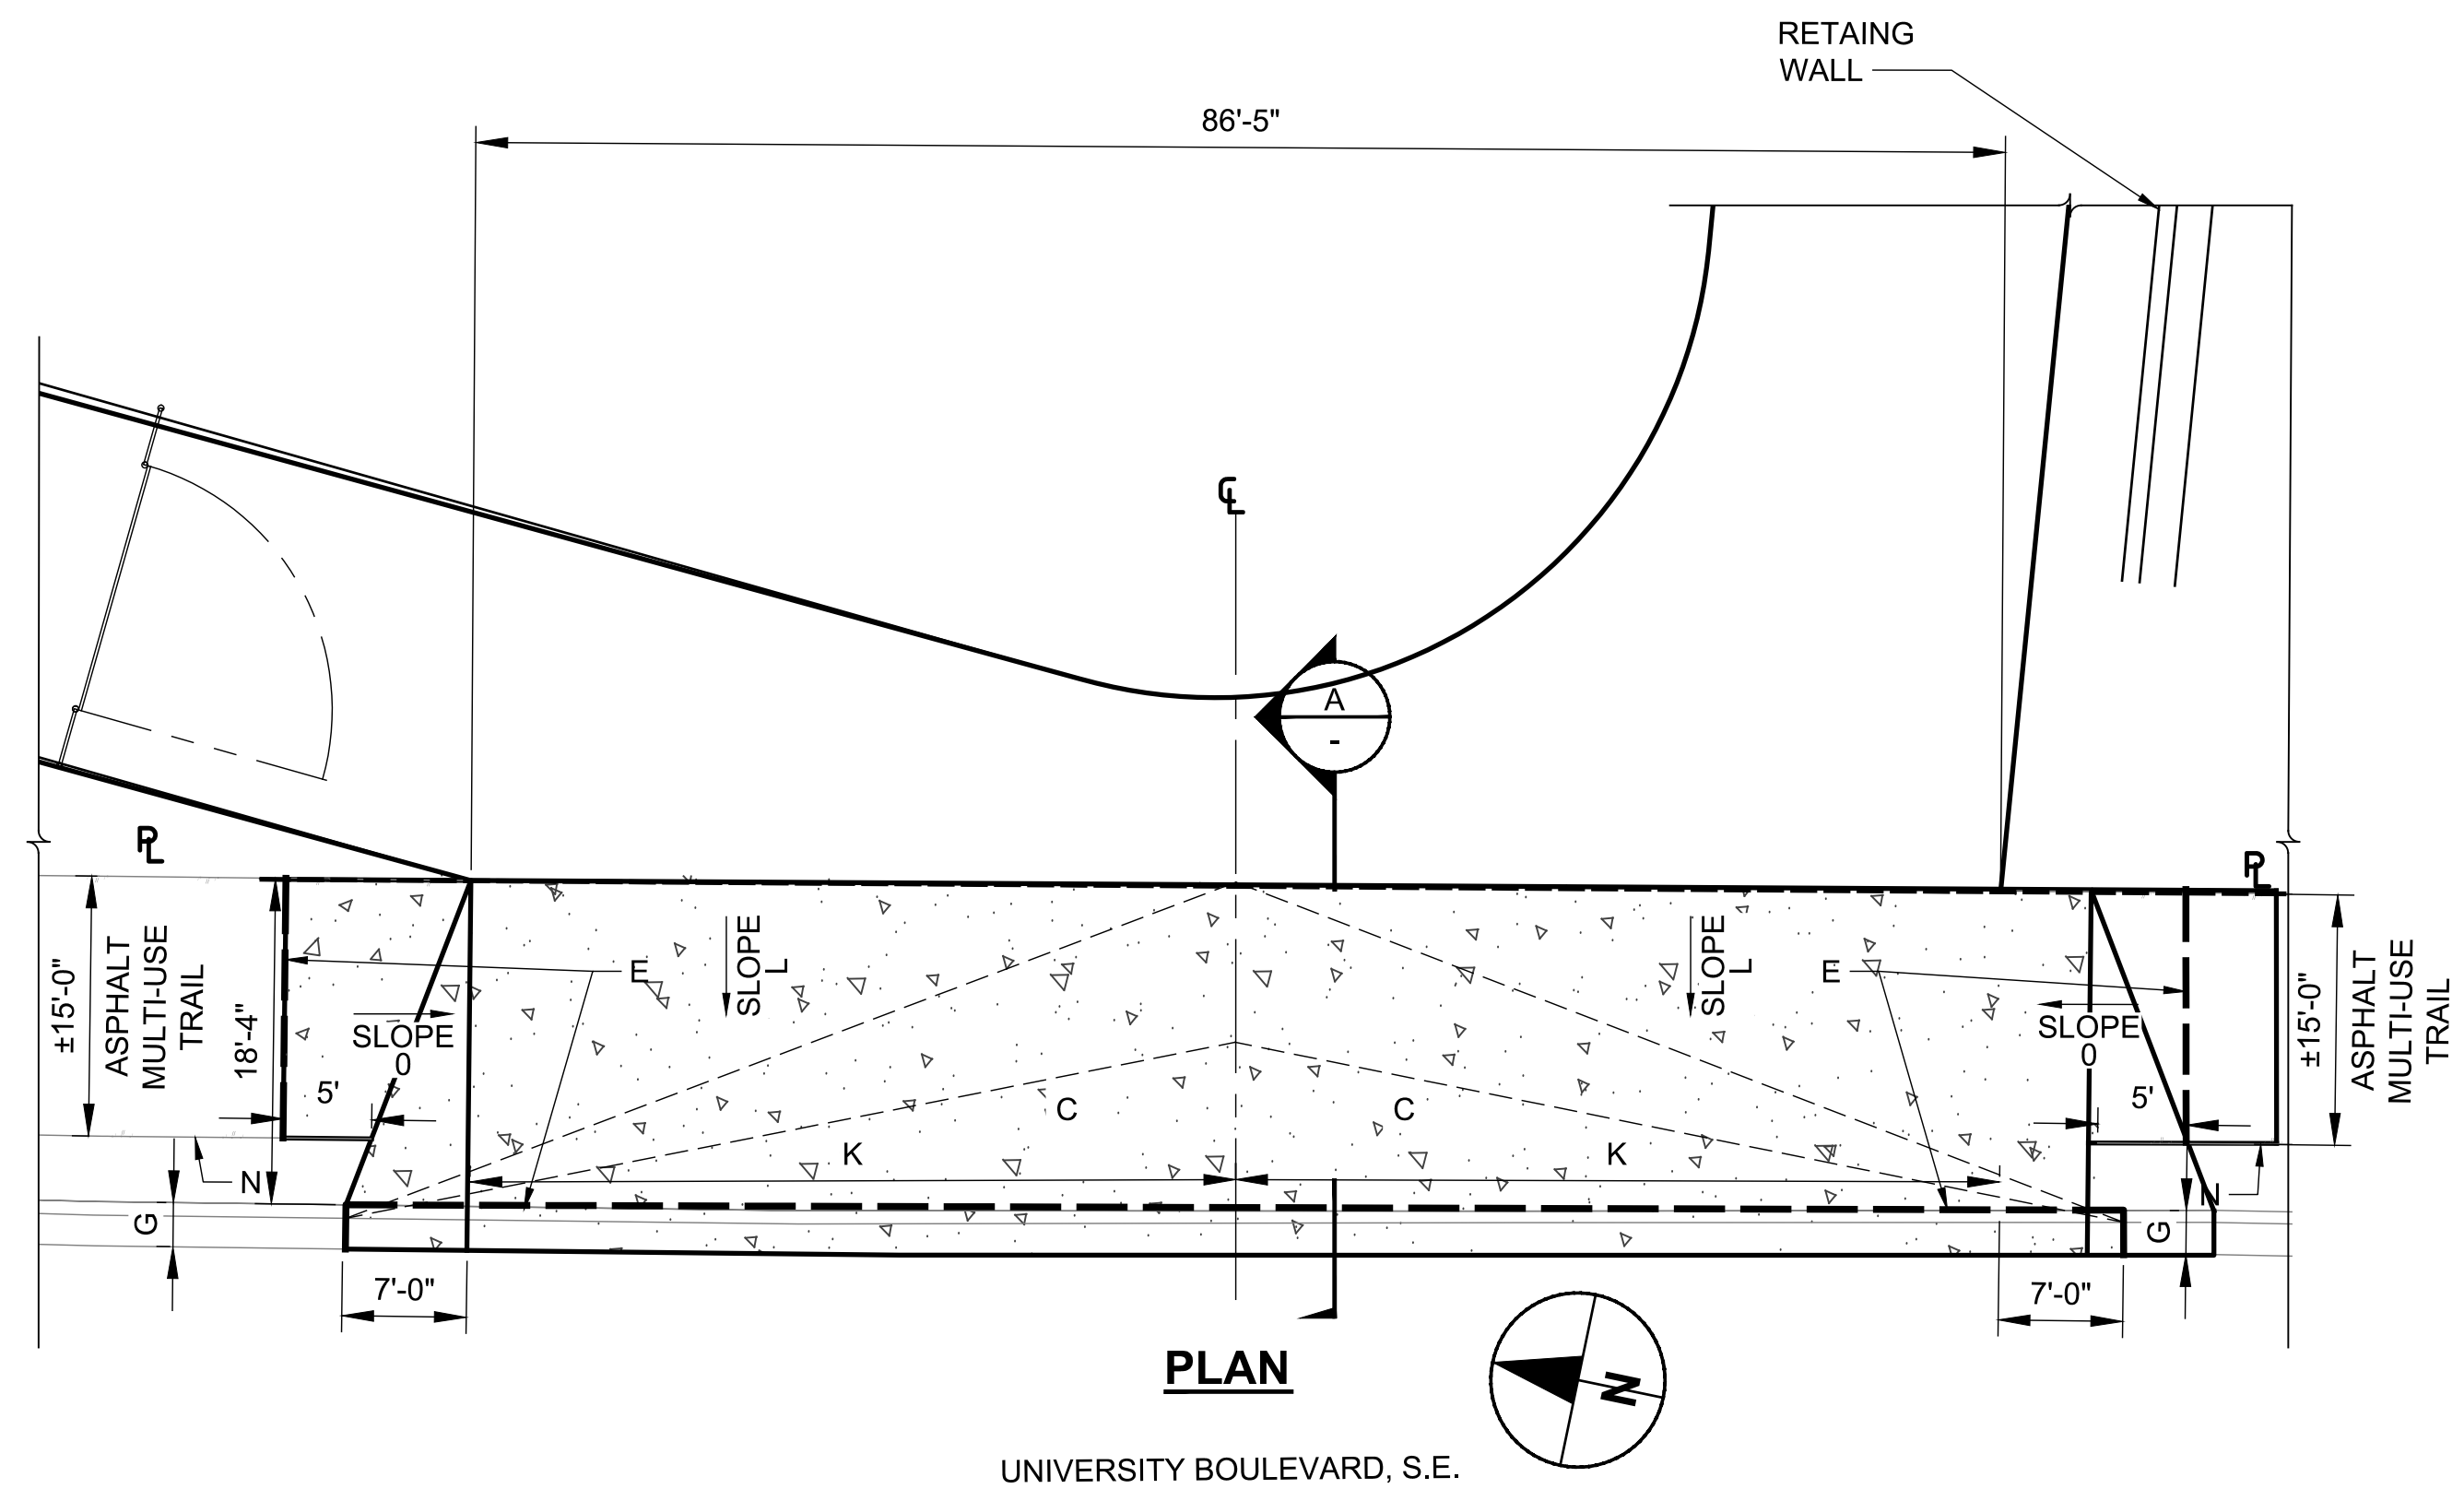 RETAING
WALL
86'-5"
CL
A
-
PL
PL
±15'-0"
ASPHALT
MULTI-USE
TRAIL
18'-4"
5'
SLOPE
0
E
SLOPE
L
SLOPE
L
E
SLOPE
0
5'
±15'-0"
ASPHALT
MULTI-USE
TRAIL
C
C
K
K
N
N
G
G
7'-0"
7'-0"
PLAN
N
UNIVERSITY BOULEVARD, S.E.